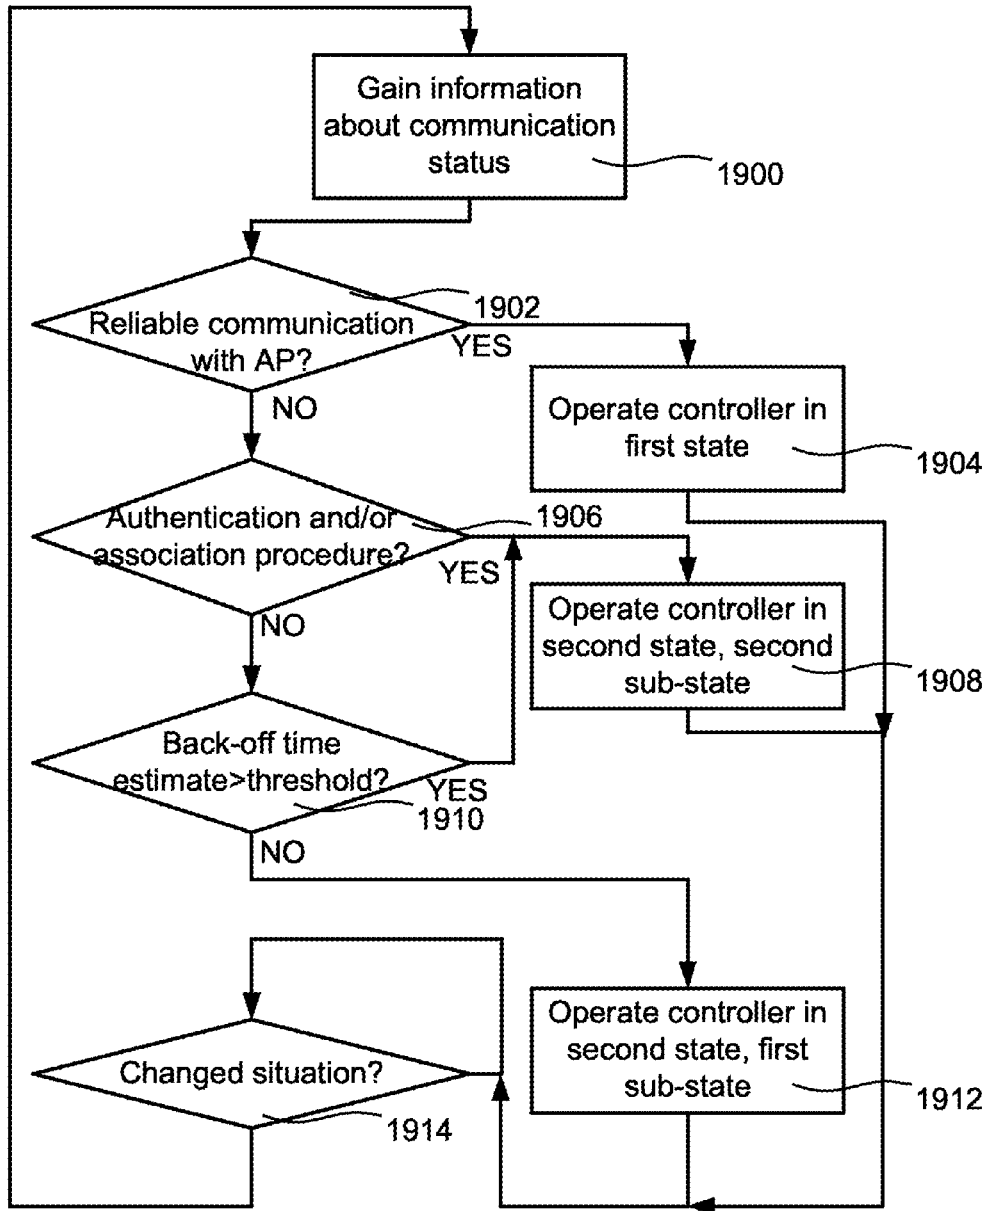 Gain information
about communication
status
1900
1902
Reliable communication
with AP?
YES
NO
Operate controller in
first state
1904
Authentication and/or
1906
association procedure?
YES
NO
Operate controller in
second state, second
sub-state
1908
Back-off time
estimate>threshold?
YES
1910
NO
Operate controller in
second state, first
sub-state
1912
Changed situation?
1914